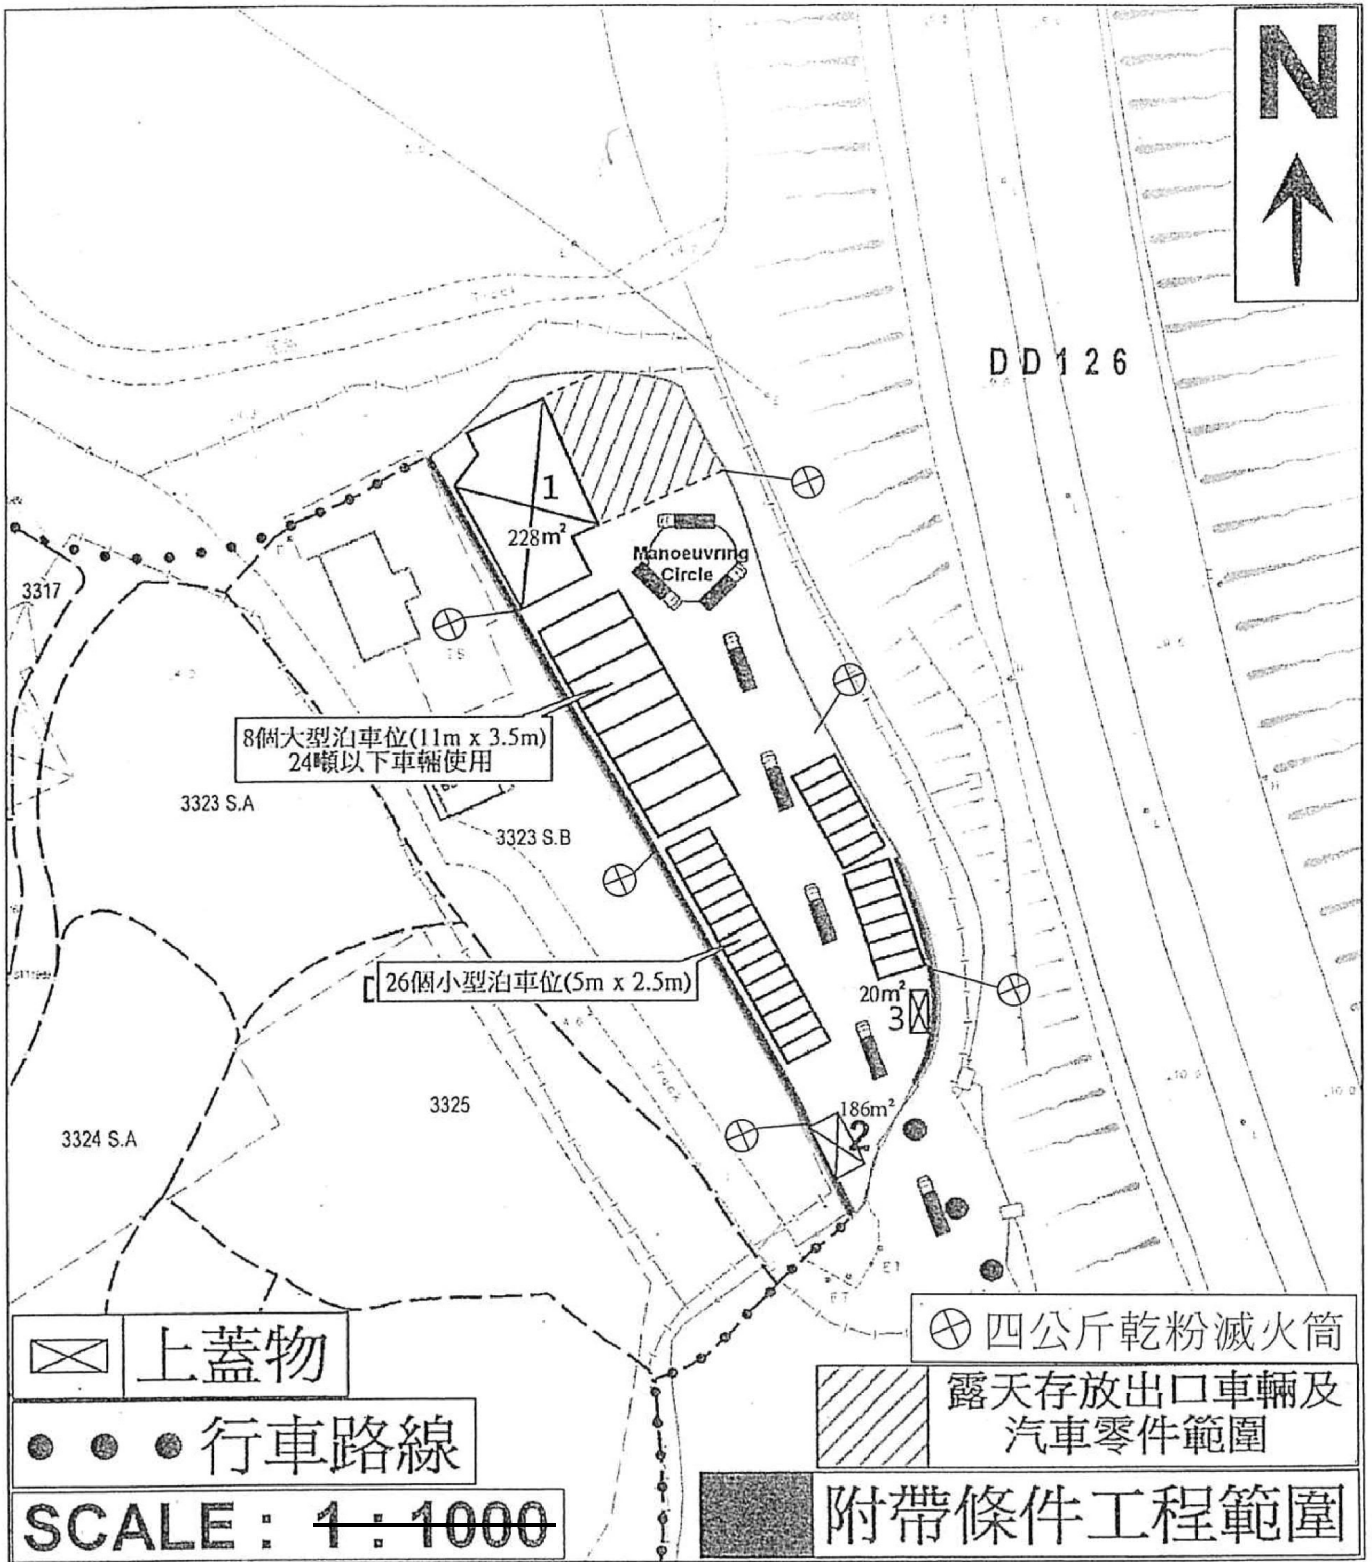 N
DD126
Track
1
228m²
Manoeuvring
Circle
3317
8個大型泊車位(11m x 3.5m)
24噸以下車輛使用
3323 S.A
3323 S.B
26個小型泊車位(5m x 2.5m)
20m²
3
Track
3325
186m²
2
3324 S.A
上蓋物
四公斤乾粉滅火筒
露天存放出口車輛及
汽車零件範圍
行車路線
SCALE : 1 : 1000
附帶條件工程範圍